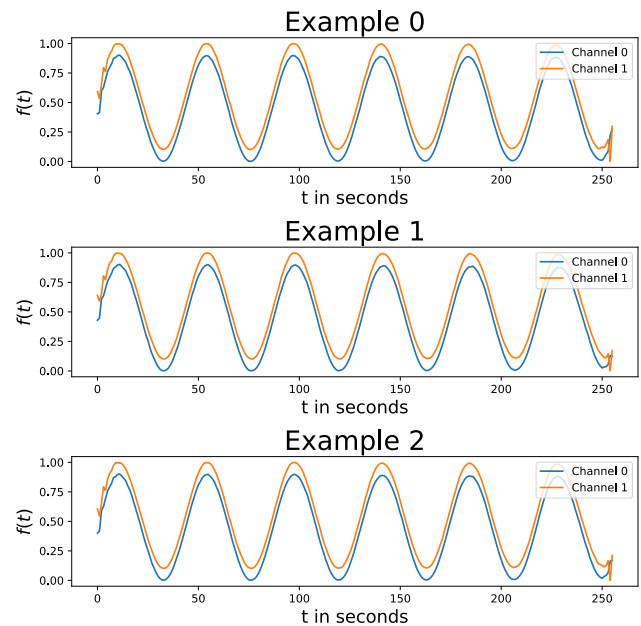 Example 0
1.00
0.75
0.50
0.25
0.00
f(t)
Channel 0
Channel 1
0 50 100 150 200 250
t in seconds
Example 1
1.00
0.75
0.50
0.25
0.00
f(t)
Channel 0
Channel 1
0 50 100 150 200 250
t in seconds
Example 2
1.00
0.75
0.50
0.25
0.00
f(t)
Channel 0
Channel 1
0 50 100 150 200 250
t in seconds